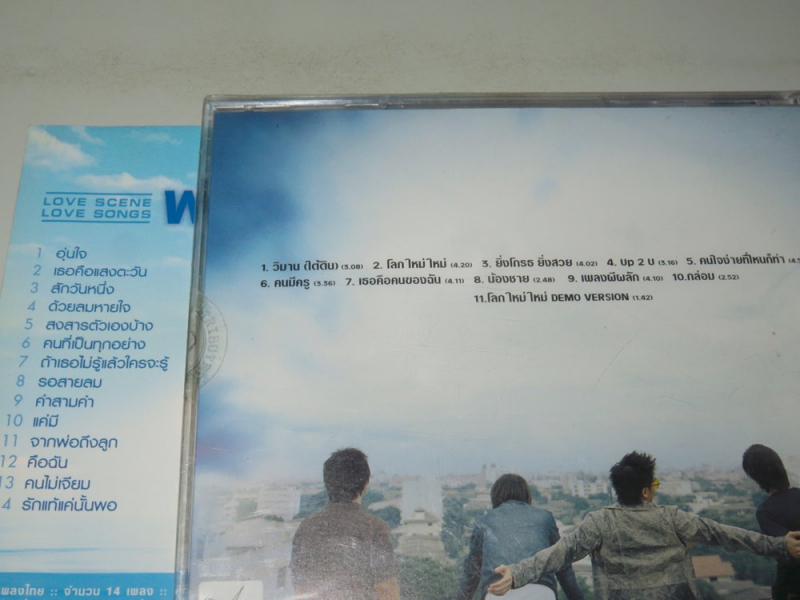 LOVE SCENE
LOVE SONGS
1 อุ่นใจ
2 เธอคือแสงตะวัน
3 สักวันหนึ่ง
4 ด้วยลมหายใจ
5 สงสารตัวเองบ้าง
6 คนที่เป็นทุกอย่าง
7 ถ้าเธอไม่รู้แล้วใครจะรู้
8 รอสายลม
9 คำสามคำ
10 แค่มี
11 จากพ่อถึงลูก
12 คือฉัน
13 คนไม่เจียม
4 รักแท้แค่นั้นพอ
เพลงไทย :: จำนวน 14 เพลง ::
1. วิมาน (ใต้ดิน) (3.08) 2. โลกใหม่ใหม่ (4.20) 3. ยิ่งโกรธ ยิ่งสวย (4.02) 4. Up 2 U (3.16) 5. คนใจง่ายที่ไหนก็ทำ
6. คนมีครู (3.36) 7. เธอคือคนของฉัน (4.11) 8. น้องชาย (2.48) 9. เพลงผีผลัก (4.10) 10.กล่อม (2.52)
11.โลกใหม่ใหม่ DEMO VERSION (1.42)